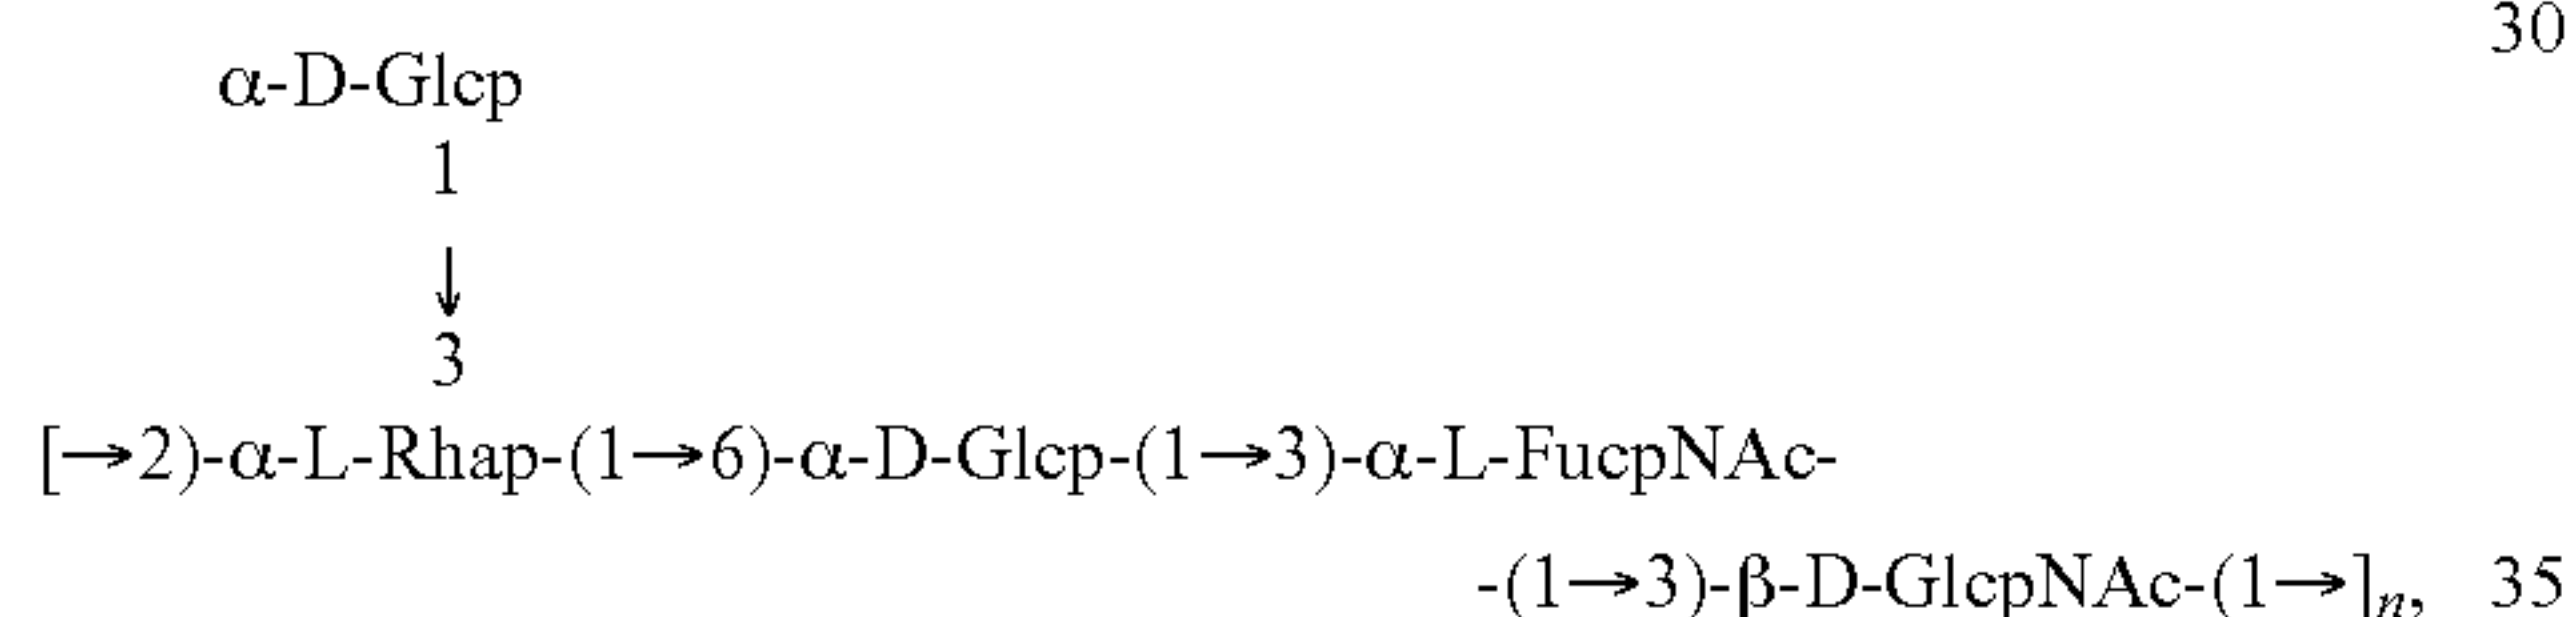 30
α-D-Glcp
1
↓
3
[→2)-α-L-Rhap-(1→6)-α-D-Glcp-(1→3)-α-L-FucpNAc-
-(1→3)-β-D-GlcpNAc-(1→]n, 35